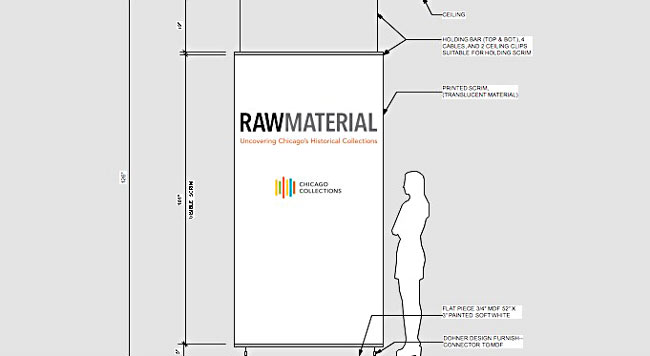 CEILING
HOLDING BAR (TOP & BOT.), 4
CABLES, AND 2 CEILING CLIPS
SUITABLE FOR HOLDING SCRIM
PRINTED SCRIM,
(TRANSLUCENT MATERIAL)
RAWMATERIAL
Uncovering Chicago's Historical Collections
CHICAGO
COLLECTIONS
VISIBLE SCRIM
FLAT PIECE 3/4" MDF 52" X
3" PAINTED SOFT WHITE
DOHNER DESIGN FURNISH
CONNECTOR TO MDF